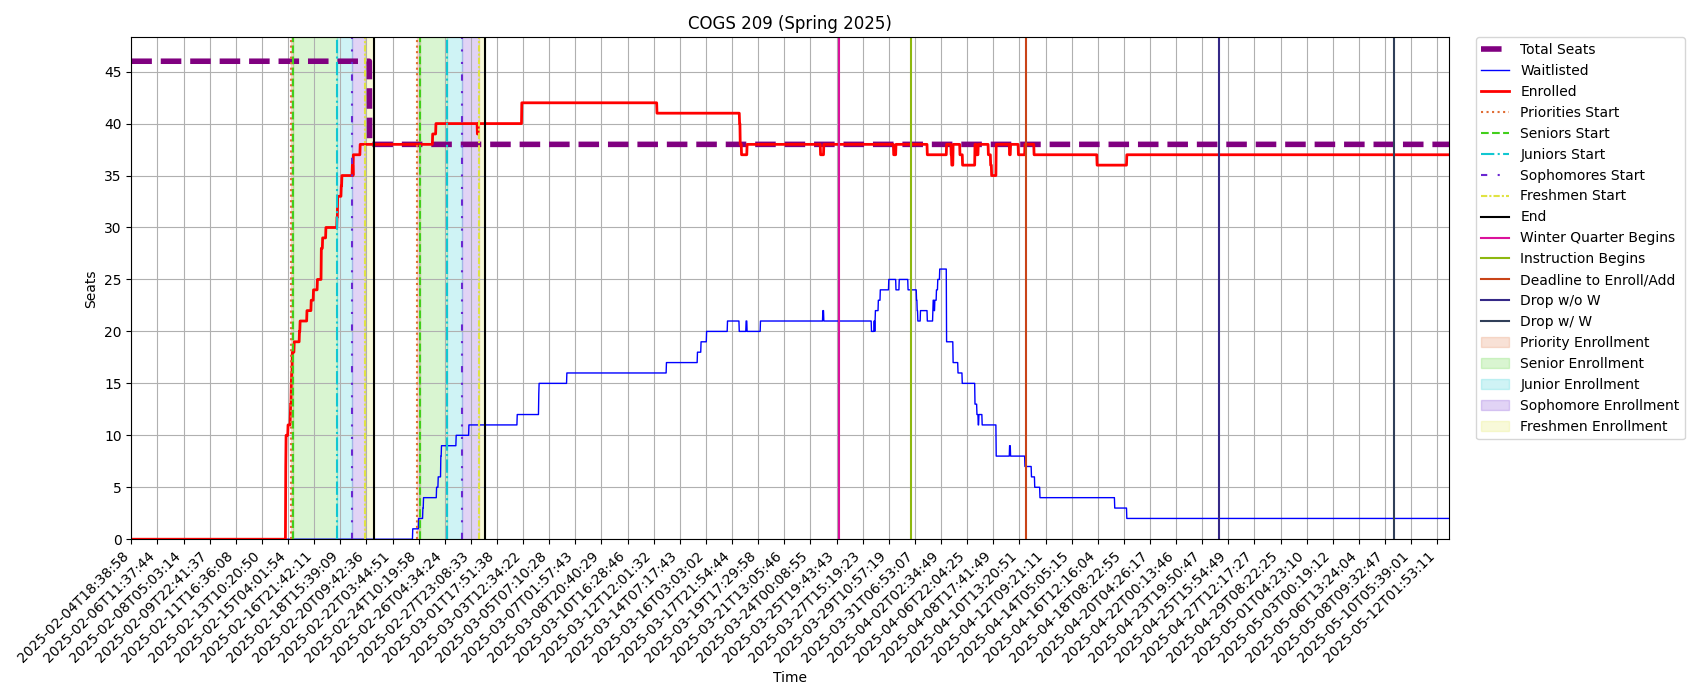 COGS 209 (Spring 2025)
Seats
45
40
35
30
25
20
15
10
5
0
2025-02-04T18:38:58
2025-02-06T11:37:44
2025-02-08T05:03:14
2025-02-09T22:41:37
2025-02-11T16:36:08
2025-02-13T10:20:50
2025-02-15T04:01:54
2025-02-16T21:42:11
2025-02-18T15:39:09
2025-02-20T09:42:36
2025-02-22T03:44:51
2025-02-24T10:19:58
2025-02-26T04:34:24
2025-02-27T23:08:33
2025-03-01T17:51:38
2025-03-03T12:34:22
2025-03-05T07:10:28
2025-03-07T01:57:43
2025-03-08T20:40:29
2025-03-10T16:28:46
2025-03-12T12:01:32
2025-03-14T07:17:43
2025-03-16T03:03:02
2025-03-17T21:54:44
2025-03-19T17:29:58
2025-03-21T13:05:46
2025-03-24T00:08:55
2025-03-25T19:43:43
2025-03-27T15:19:23
2025-03-29T10:57:19
2025-03-31T06:53:07
2025-04-02T02:34:49
2025-04-06T22:04:25
2025-04-08T17:41:49
2025-04-10T13:20:51
2025-04-12T09:21:11
2025-04-14T05:05:15
2025-04-16T12:16:04
2025-04-18T08:22:55
2025-04-20T04:26:17
2025-04-22T00:13:46
2025-04-23T19:50:47
2025-04-25T15:54:49
2025-04-27T12:17:27
2025-04-29T08:22:25
2025-05-01T04:23:10
2025-05-03T00:19:12
2025-05-06T13:24:04
2025-05-08T09:32:47
2025-05-10T05:39:01
2025-05-12T01:53:11
Time
Total Seats
Waitlisted
Enrolled
Priorities Start
Seniors Start
Juniors Start
Sophomores Start
Freshmen Start
End
Winter Quarter Begins
Instruction Begins
Deadline to Enroll/Add
Drop w/o W
Drop w/ W
Priority Enrollment
Senior Enrollment
Junior Enrollment
Sophomore Enrollment
Freshmen Enrollment